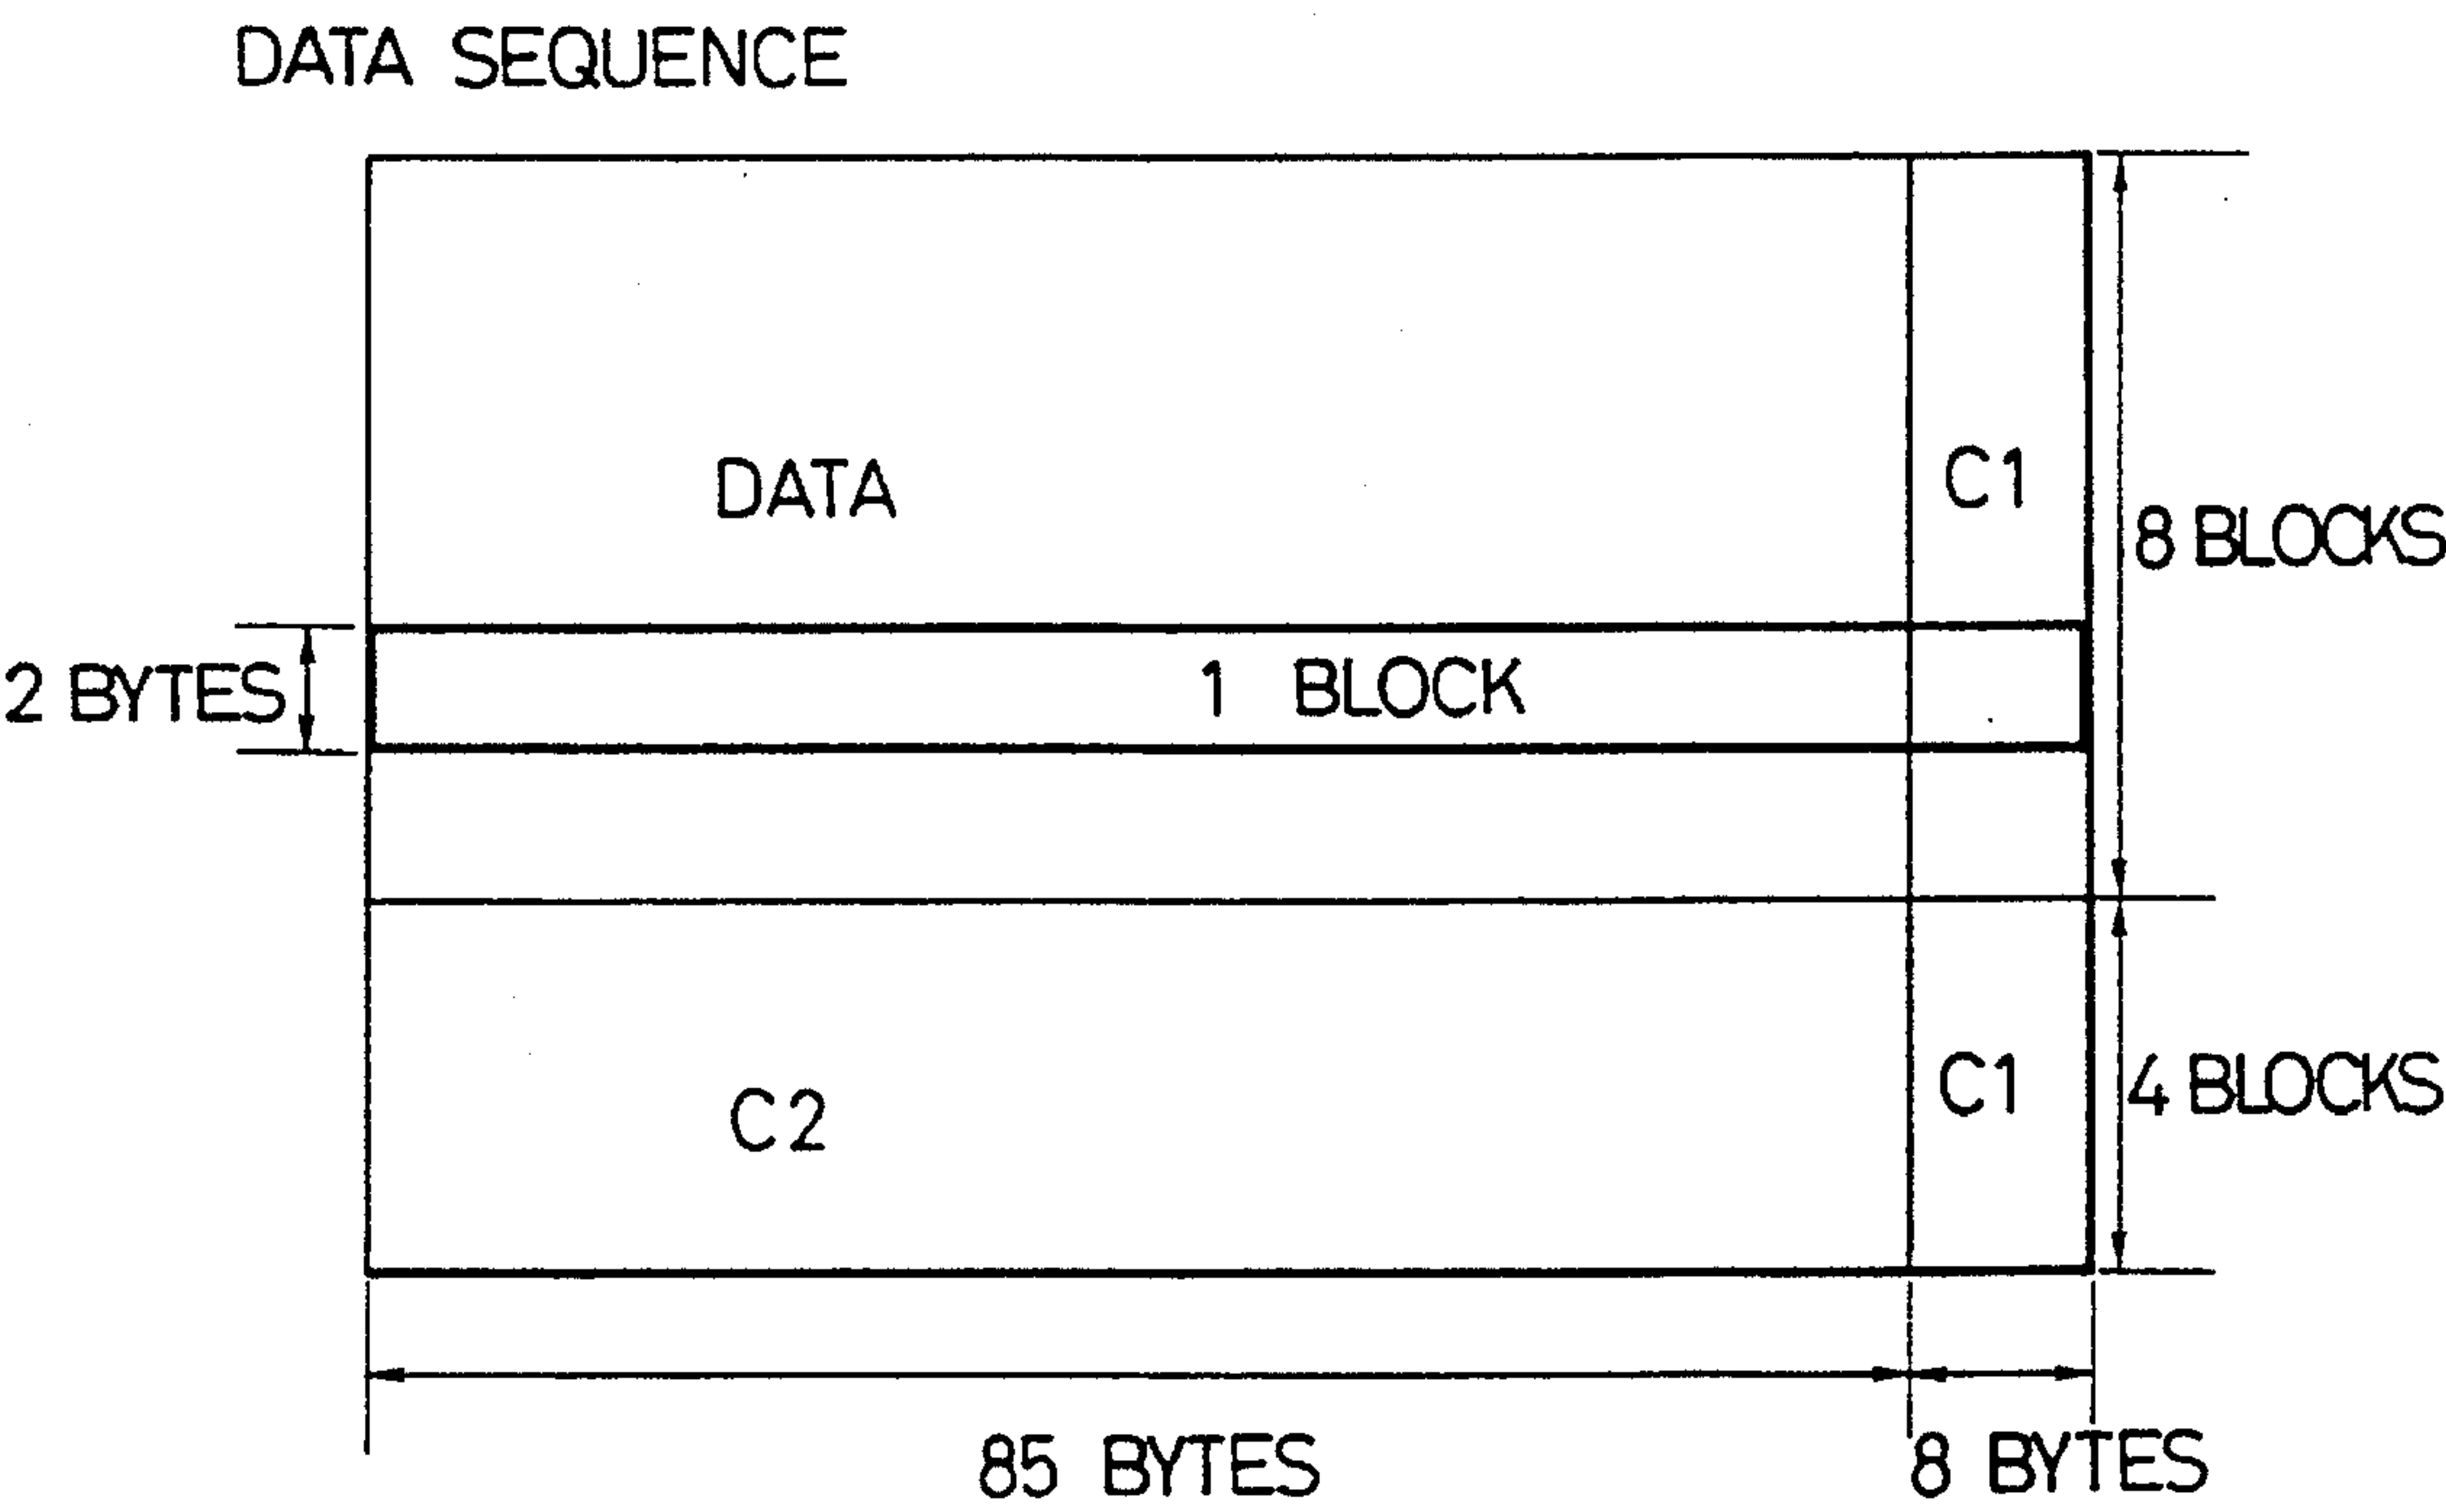 DATA SEQUENCE
DATA
C1
8 BLOCKS
2 BYTES
1 BLOCK
C2
C1
4 BLOCKS
85 BYTES
8 BYTES